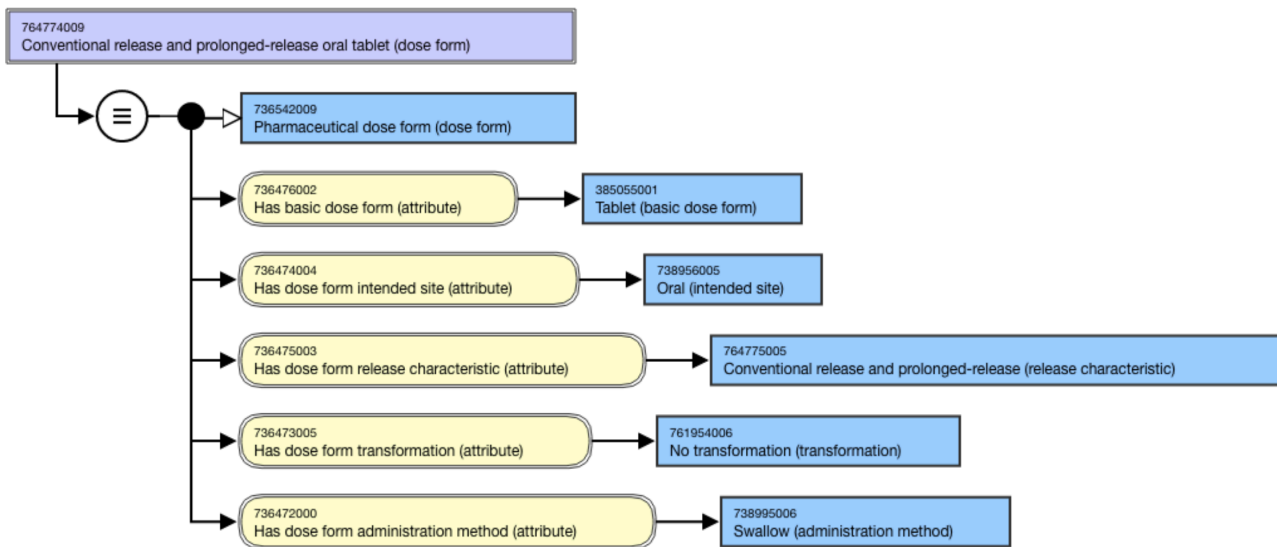 764774009
Conventional release and prolonged-release oral tablet (dose form)
736542009
Pharmaceutical dose form (dose form)
736476002
Has basic dose form (attribute)
385055001
Tablet (basic dose form)
736474004
Has dose form intended site (attribute)
738956005
Oral (intended site)
736475003
Has dose form release characteristic (attribute)
764775005
Conventional release and prolonged-release (release characteristic)
736473005
Has dose form transformation (attribute)
761954006
No transformation (transformation)
736472000
Has dose form administration method (attribute)
738995006
Swallow (administration method)